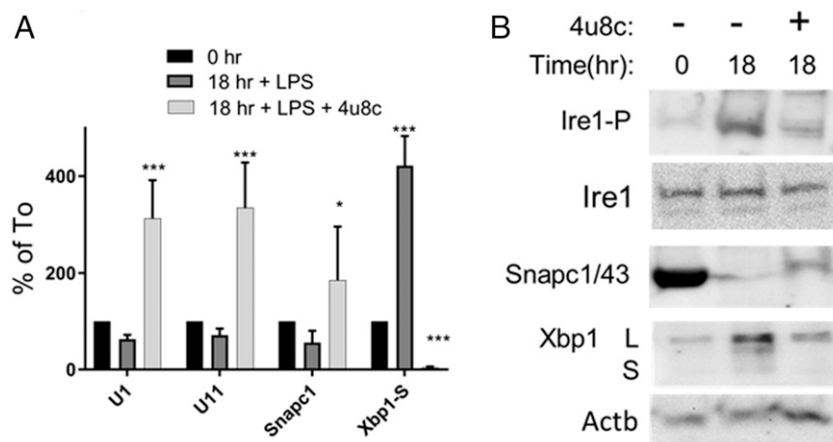 A
0 hr
18 hr + LPS
18 hr + LPS + 4u8c
% of To
400
200
0
***
***
*
***
***
U1
U11
Snapc1
Xbp1-S
B
4u8c: - - +
Time(hr): 0 18 18
Ire1-P
Ire1
Snapc1/43
Xbp1 L
S
Actb